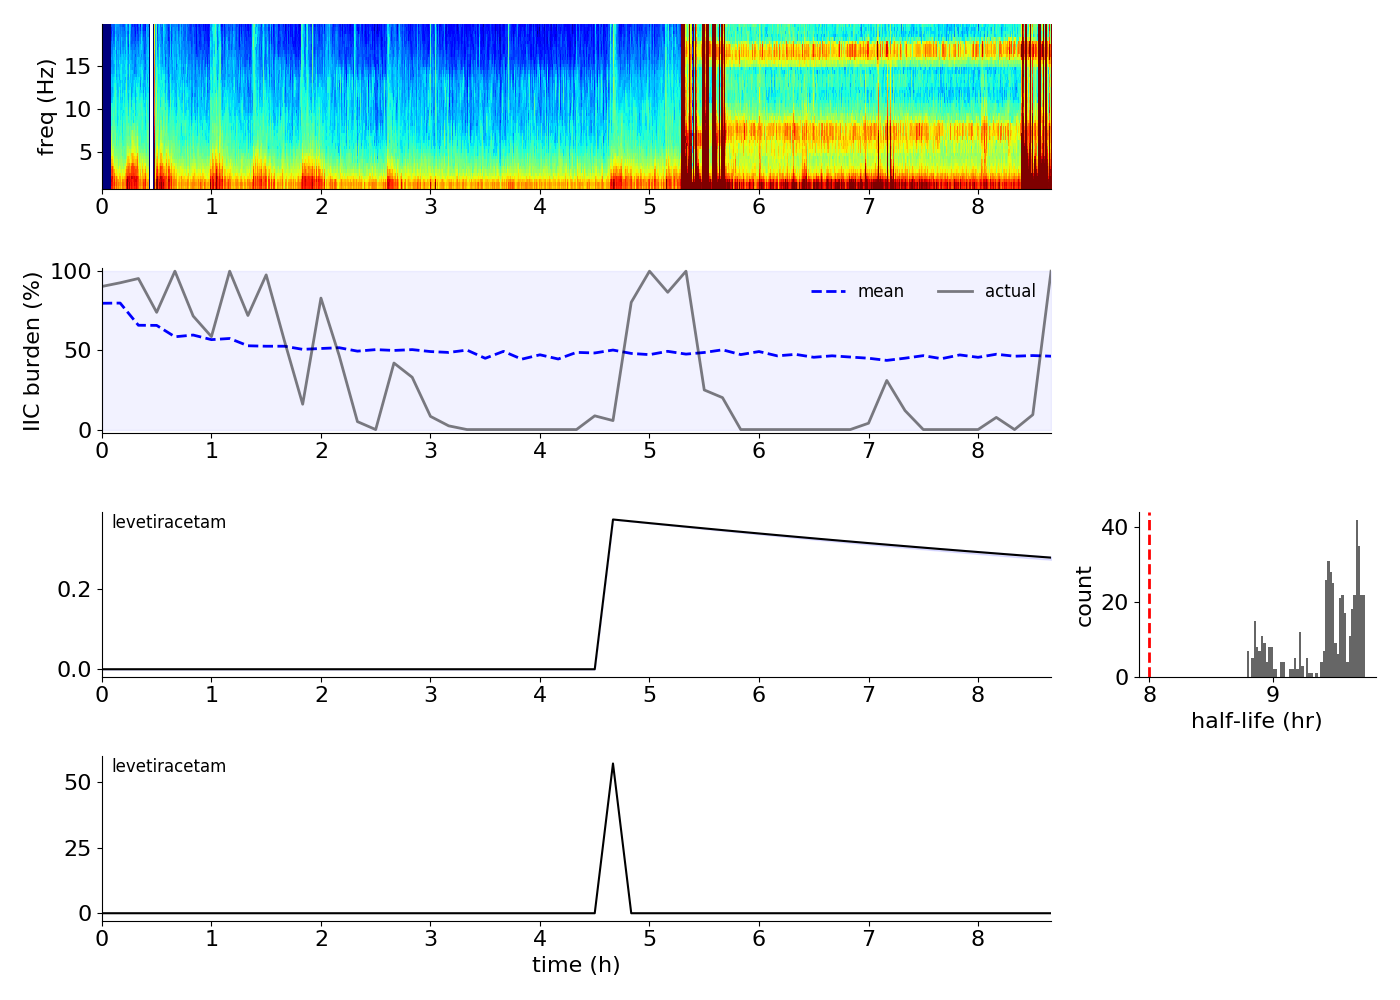 freq (Hz)
15
10
5
0 1 2 3 4 5 6 7 8
IIC burden (%)
100
50
0
mean actual
0 1 2 3 4 5 6 7 8
levetiracetam
0.2
0.0
0 1 2 3 4 5 6 7 8
count
40
20
0
8 9
half-life (hr)
levetiracetam
50
25
0
0 1 2 3 4 5 6 7 8
time (h)